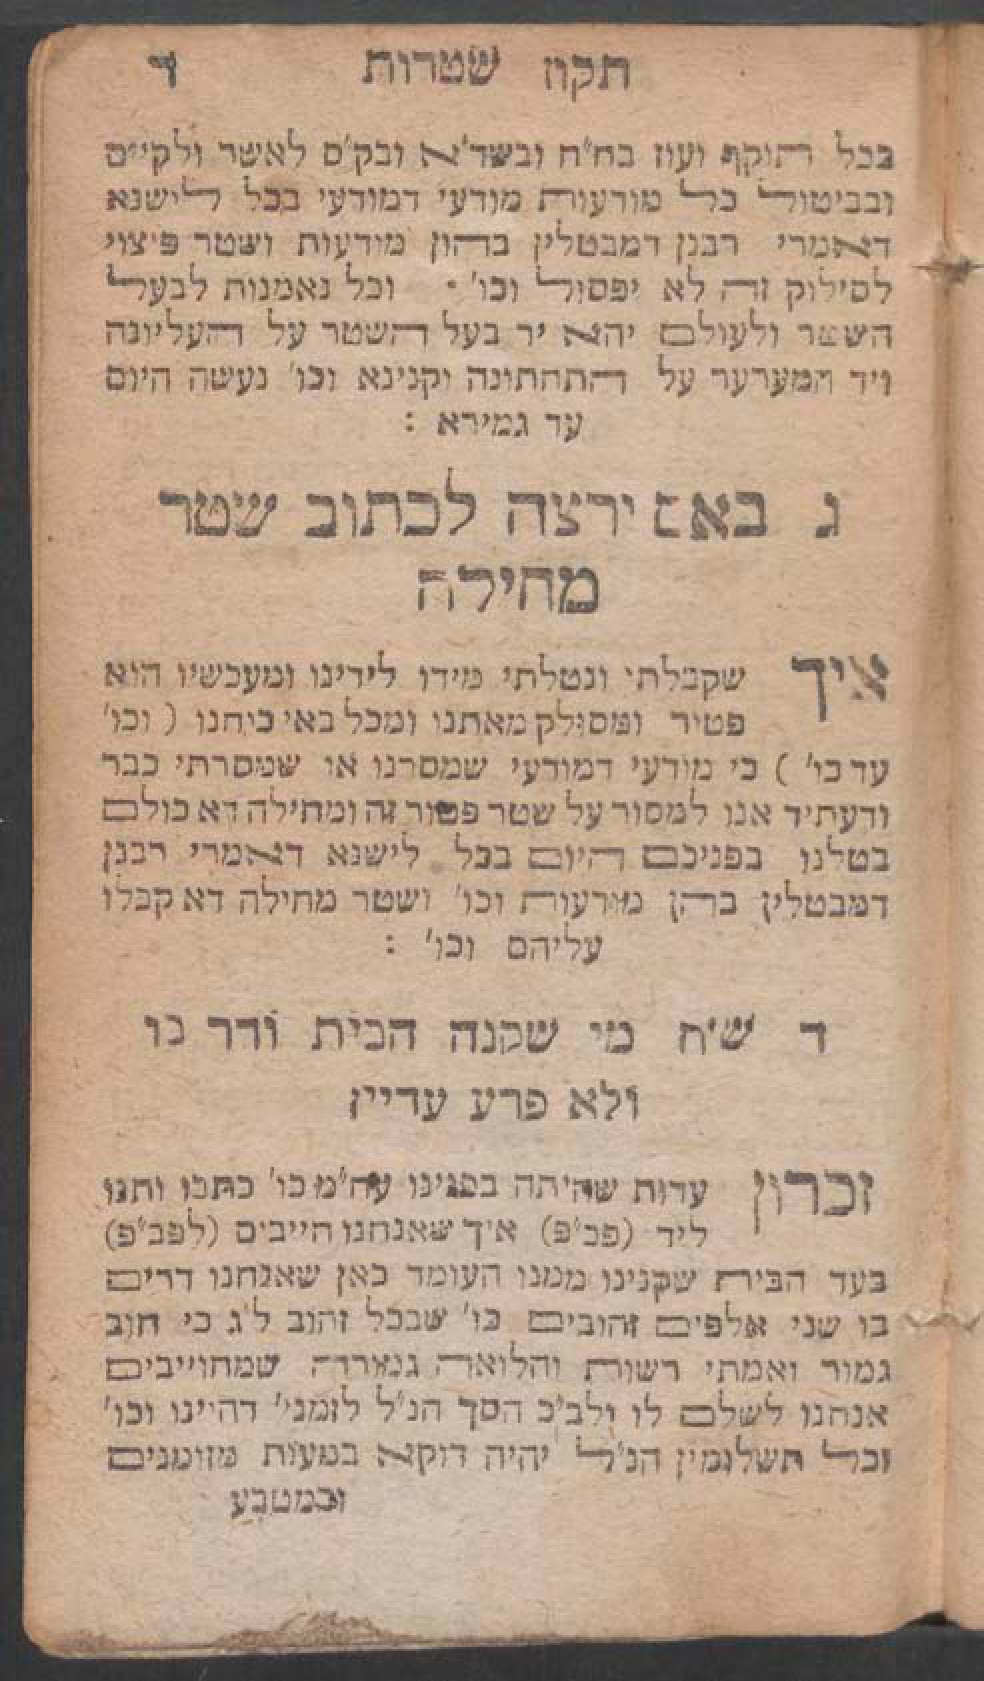 תקון שטרות ד
בכל תוקף ועוז בח״ח ובשד״א ובק״ס לאשר ולקיים
ובביטול כל מודעות מודעי דמודעי בכל לישנא
דאמרי רבנן דמבטלין בהון מודעות ושטר פיצוי
לסילוק זה לא יפסול וכו' . וכל נאמנות לבעל
השטר ולעולם יהא יד בעל השטר על העליונה
ויד המערער על התחתונה וקנינא וכו' נעשה היום
עד גמירא :
ג באם ירצה לכתוב שטר
מחילה
איך שקבלתי ונטלתי מידו לידינו ומעכשיו הוא
פטיר ומסולק מאתנו ומכל באי כוחנו ( וכו'
עד כו' ) כי מודעי דמודעי שמסרנו או שמסרתי כבר
ודעתיד אנו למסור על שטר פטור זה ומחילה דא כולם
בטלנו בפניכם היום בכל לישנא דאמרי רבנן
דמבטלין בהן מודעות וכו' ושטר מחילה דא קבלו
עליהם וכו' :
ד ש״ח מי שקנה הבית ודר בו
ולא פרע עדיין
זכרון עדות שהיתה בפנינו עח״מ כו' כתבו ותנו
ליד (פב״פ) איך שאנחנו חייבים (לפב״פ)
בעד הבית שקנינו ממנו העומד כאן שאנחנו דרים
בו שני אלפים זהובים כו' שבכל זהוב ל״ג כי חוב
גמור ואמתי רשות והלואה גמורה שמחוייבים
אנחנו לשלם לו ולב״כ הסך הנ״ל לזמני' דהיינו וכו'
וכל תשלומין הנ״ל יהיה דוקא במעות מזומנים
ובמטבע